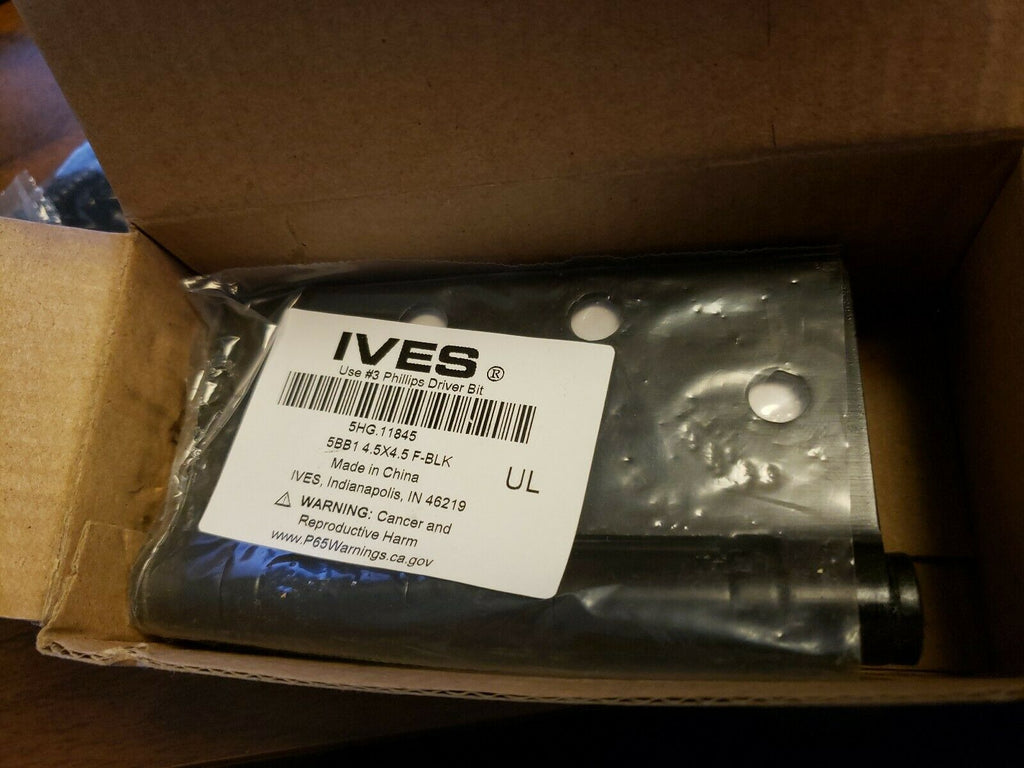 IVES ®
Use #3 Phillips Driver Bit
5HG.11845
5BB1 4.5X4.5 F-BLK
Made in China
UL
IVES, Indianapolis, IN 46219
⚠ WARNING: Cancer and
Reproductive Harm
www.P65Warnings.ca.gov